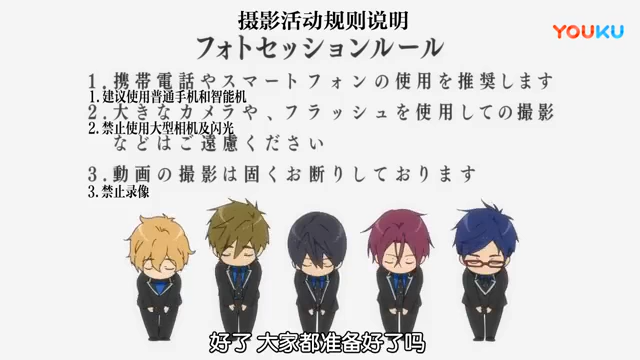 摄影活动规则说明
YOUKU
フォトセッションルール
1.携帯電話やスマートフォンの使用を推奨します
1.建议使用普通手机和智能机
2.大きなカメラや、フラッシュを使用しての撮影
2.禁止使用大型相机及闪光
などはご遠慮ください
3.動画の撮影は固くお断りしております
3.禁止录像
好了 大家都准备好了吗